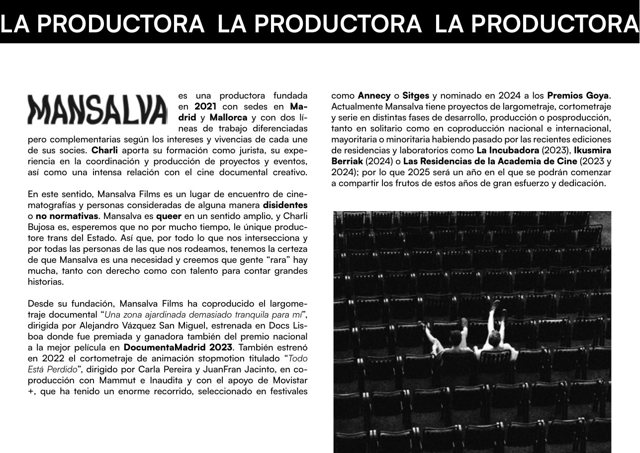 LA PRODUCTORA LA PRODUCTORA LA PRODUCTORA
MANSALVA
es una productora fundada
en 2021 con sedes en Ma-
drid y Mallorca y con dos lí-
neas de trabajo diferenciadas
pero complementarias según los intereses y vivencias de cada une
de sus socies. Charli aporta su formación como jurista, su expe-
riencia en la coordinación y producción de proyectos y eventos,
así como una intensa relación con el cine documental creativo.
En este sentido, Mansalva Films es un lugar de encuentro de cine-
matografías y personas consideradas de alguna manera disidentes
o no normativas. Mansalva es queer en un sentido amplio, y Charli
Bujosa es, esperemos que no por mucho tiempo, le únique produc-
tore trans del Estado. Así que, por todo lo que nos intersecciona y
por todas las personas de las que nos rodeamos, tenemos la certeza
de que Mansalva es una necesidad y creemos que gente "rara" hay
mucha, tanto con derecho como con talento para contar grandes
historias.
Desde su fundación, Mansalva Films ha coproducido el largome-
traje documental "Una zona ajardinada demasiado tranquila para mí",
dirigida por Alejandro Vázquez San Miguel, estrenada en Docs Lis-
boa donde fue premiada y ganadora también del premio nacional
a la mejor película en DocumentaMadrid 2023. También estrenó
en 2022 el cortometraje de animación stopmotion titulado "Todo
Está Perdido", dirigido por Carla Pereira y JuanFran Jacinto, en co-
producción con Mammut e Inaudita y con el apoyo de Movistar
+, que ha tenido un enorme recorrido, seleccionado en festivales
como Annecy o Sitges y nominado en 2024 a los Premios Goya.
Actualmente Mansalva tiene proyectos de largometraje, cortometraje
y serie en distintas fases de desarrollo, producción o posproducción,
tanto en solitario como en coproducción nacional e internacional,
mayoritaria o minoritaria habiendo pasado por las recientes ediciones
de residencias y laboratorios como La Incubadora (2023), Ikusmira
Berriak (2024) o Las Residencias de la Academia de Cine (2023 y
2024); por lo que 2025 será un año en el que se podrán comenzar
a compartir los frutos de estos años de gran esfuerzo y dedicación.